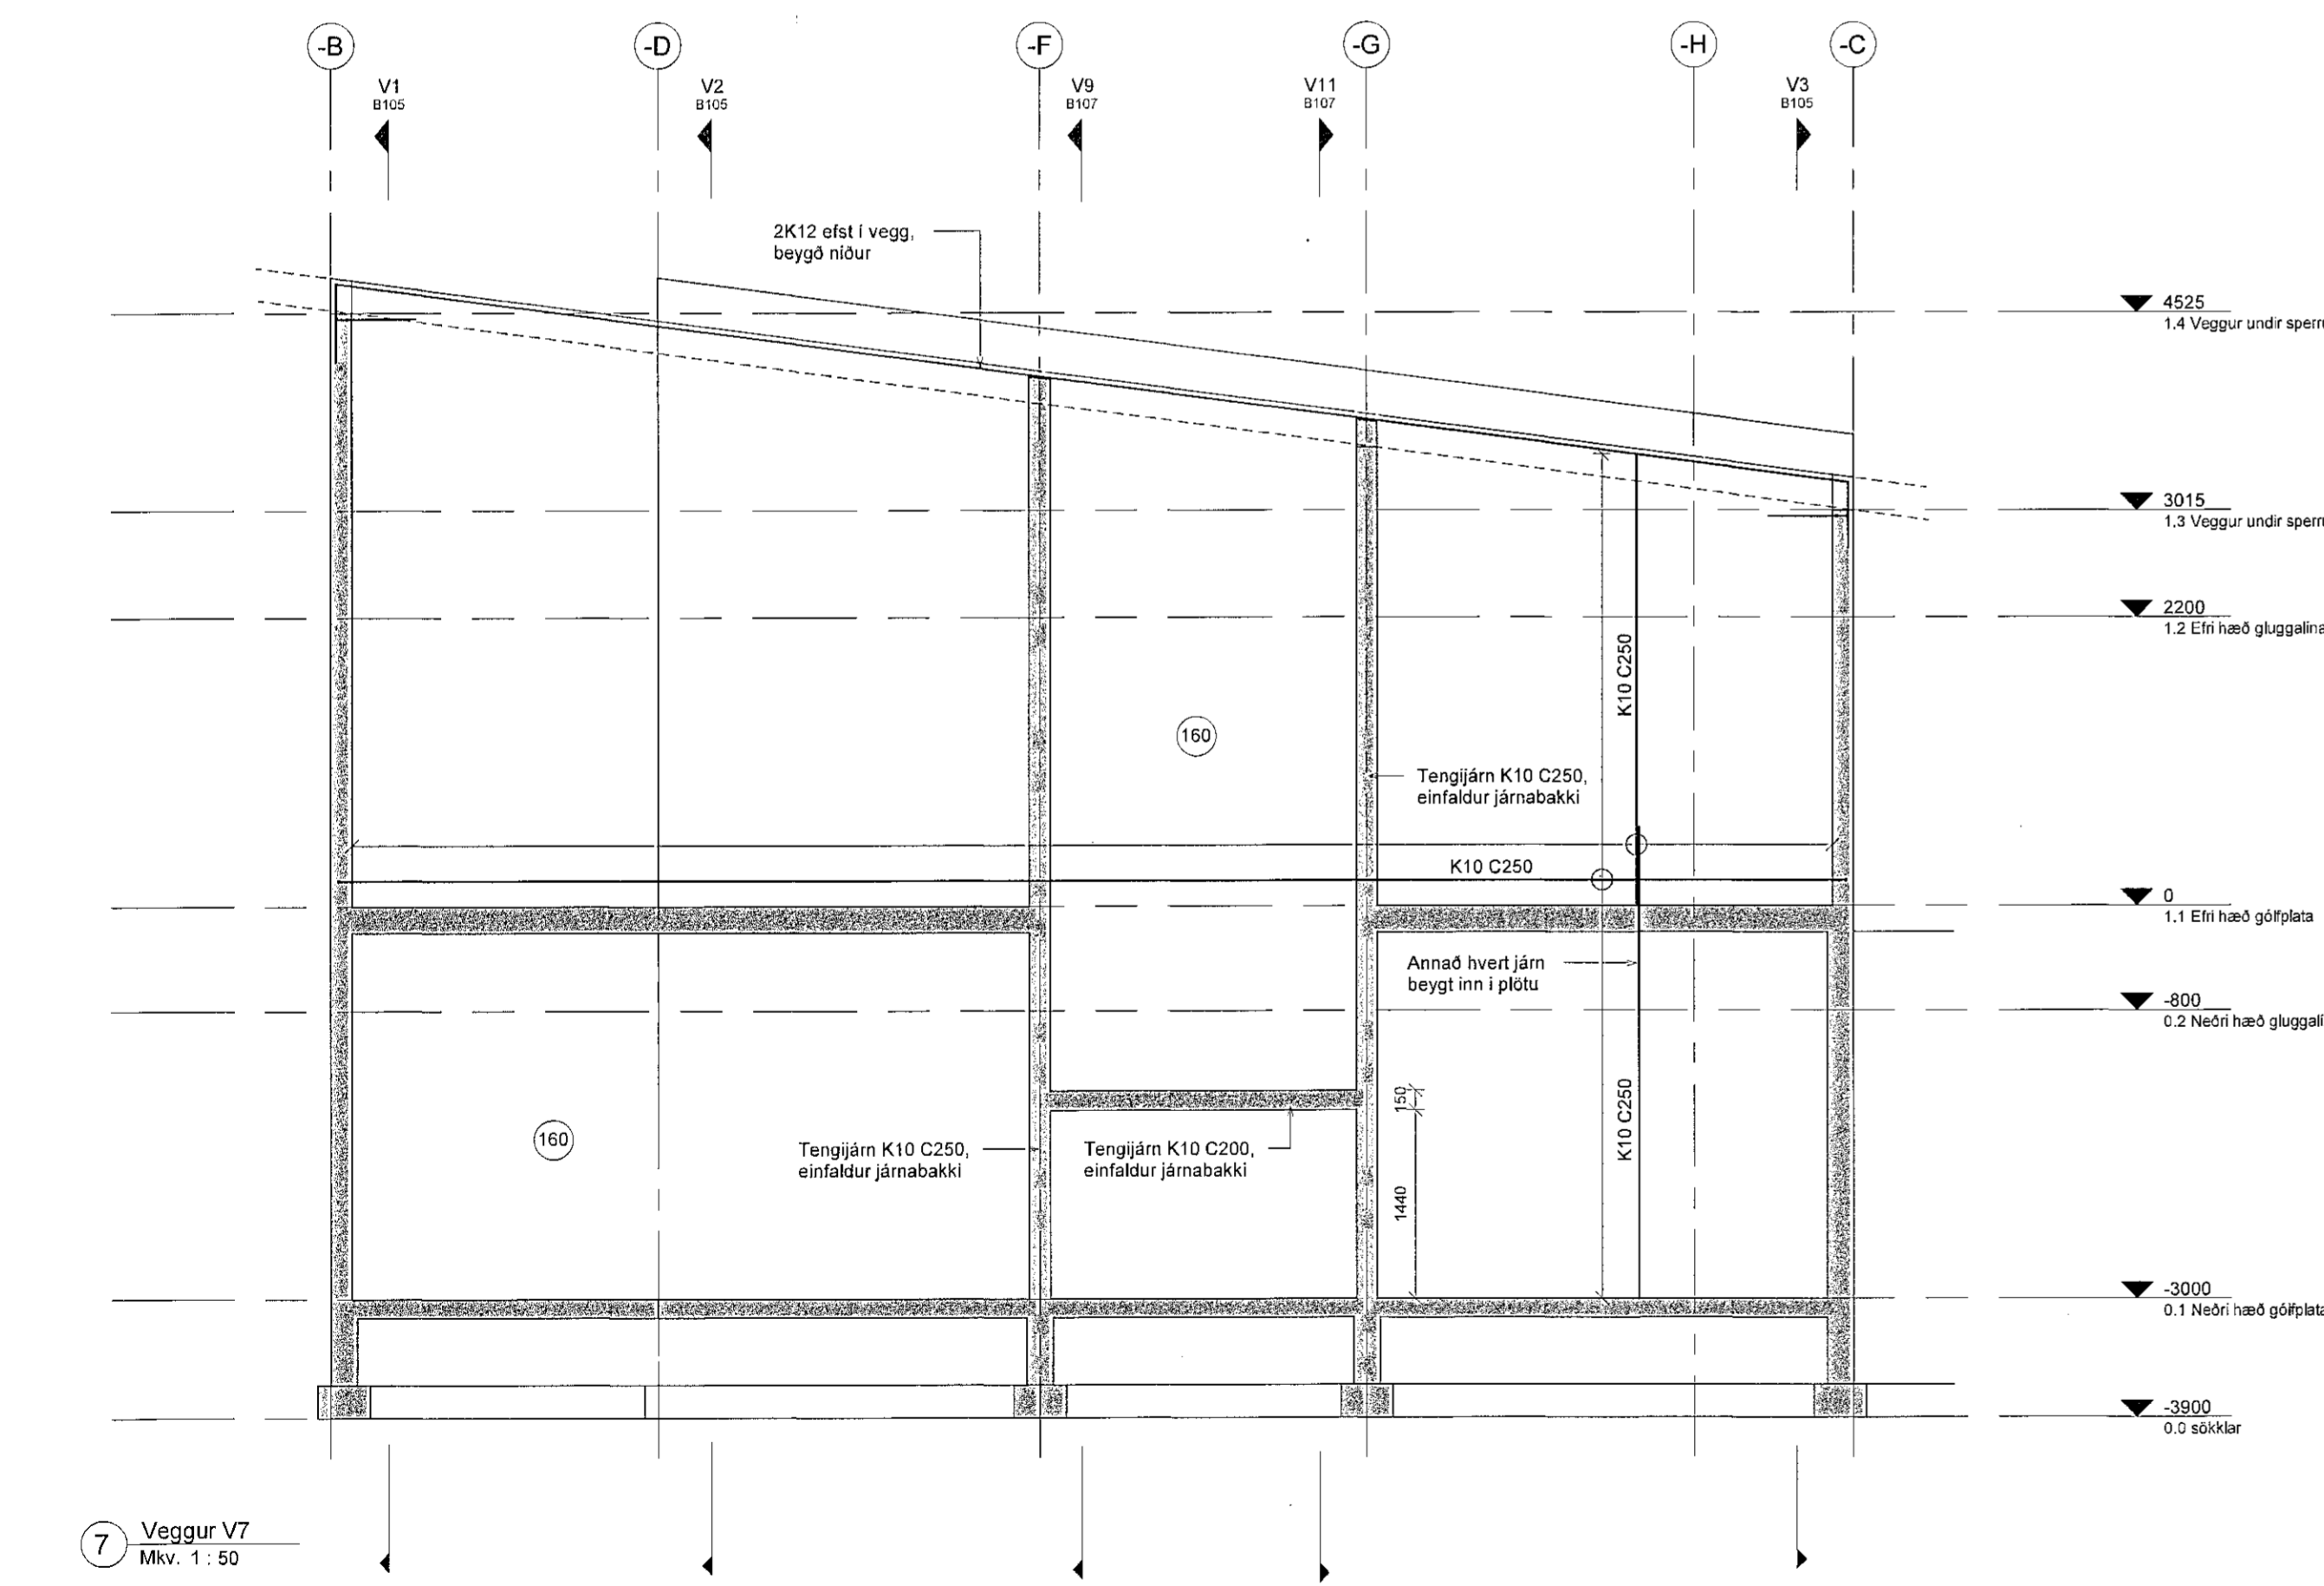 -B
-D
-F
-G
-H
-C
V1
B105
V2
B105
V9
B107
V11
B107
V3
B105
2K12 efst í vegg,
beygð niður
4525
1.4 Veggur undir sperru
3015
1.3 Veggur undir sperru
2200
1.2 Efri hæð gluggalina
K10 C250
160
Tengijárn K10 C250,
einfaldur járnabakki
K10 C250
0
1.1 Efri hæð gólfplata
Annað hvert járn
beygt inn i plötu
-800
0.2 Neðri hæð gluggalí
150
160
Tengijárn K10 C250,
einfaldur járnabakki
Tengijárn K10 C200,
einfaldur járnabakki
K10 C250
1440
-3000
0.1 Neðri hæð gólfplata
-3900
0.0 sökklar
7
Veggur V7
Mkv. 1 : 50